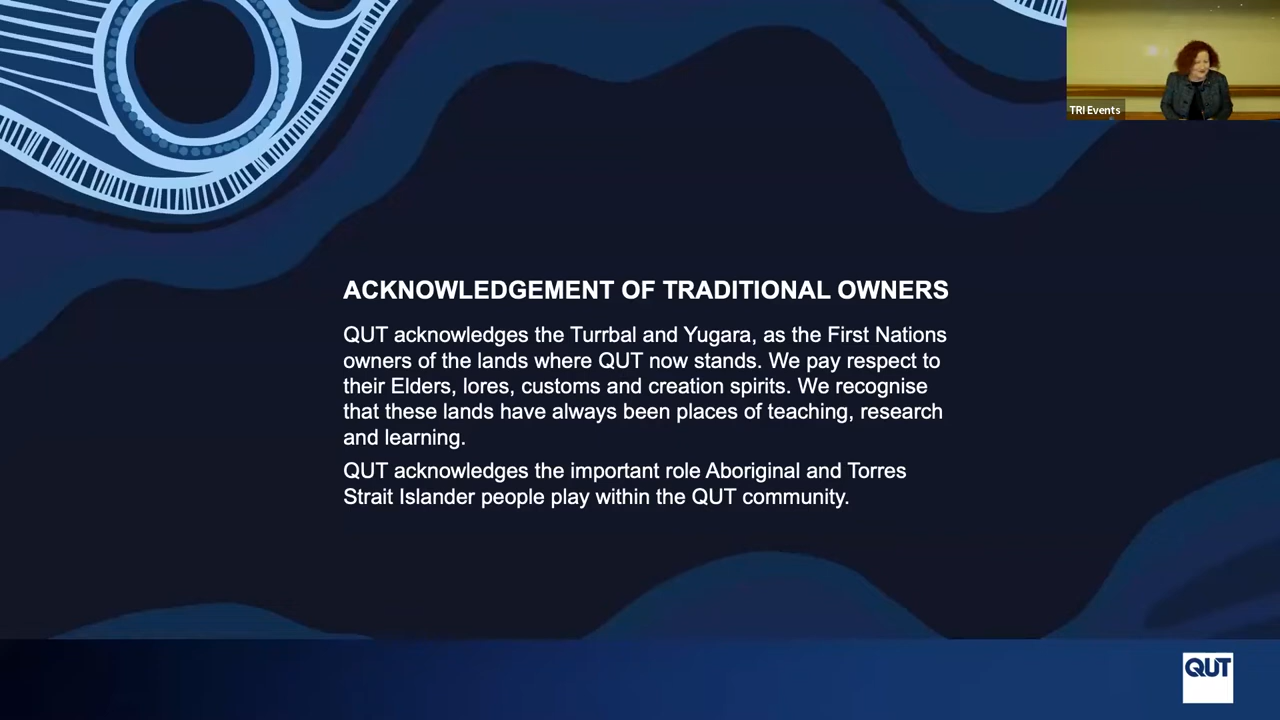 TRI Events
ACKNOWLEDGEMENT OF TRADITIONAL OWNERS
QUT acknowledges the Turrbal and Yugara, as the First Nations
owners of the lands where QUT now stands. We pay respect to
their Elders, lores, customs and creation spirits. We recognise
that these lands have always been places of teaching, research
and learning.
QUT acknowledges the important role Aboriginal and Torres
Strait Islander people play within the QUT community.
QUT